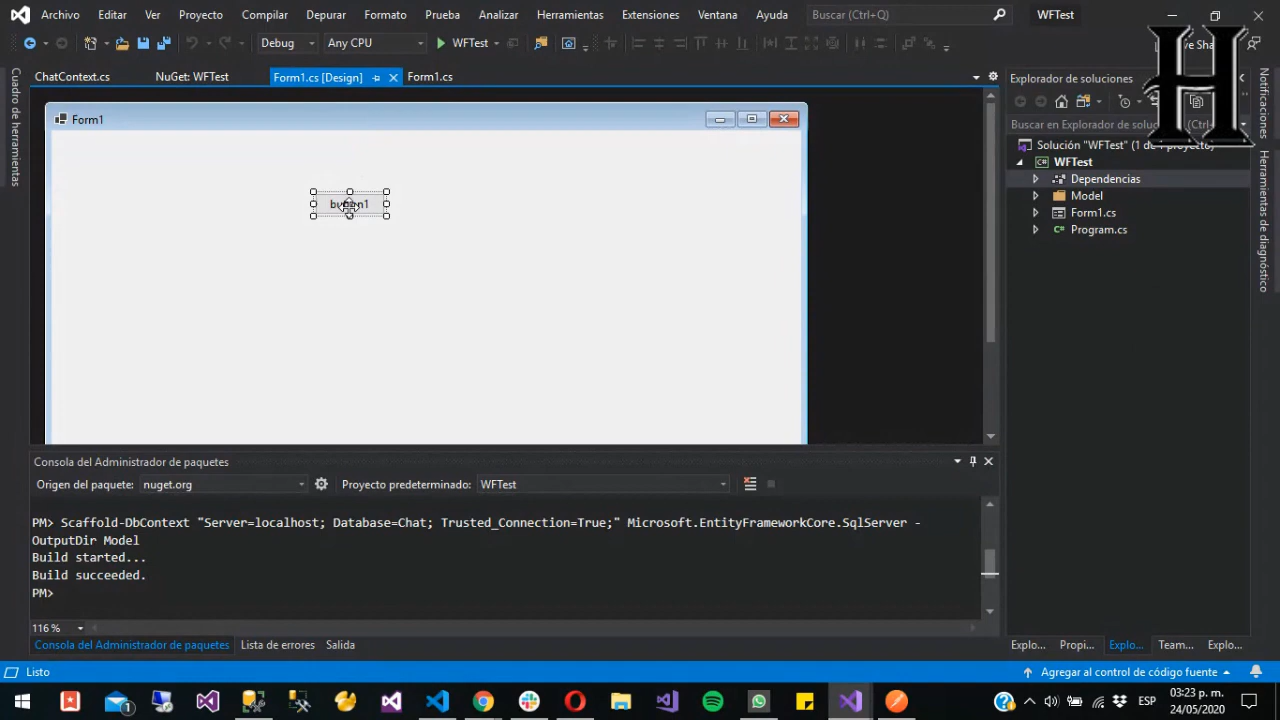 Archivo Editar Ver Proyecto Compilar Depurar Formato Prueba Analizar Herramientas Extensiones Ventana Ayuda Buscar (Ctrl+Q) WFTest
Debug Any CPU WFTest
ChatContext.cs NuGet: WFTest Form1.cs [Design] Form1.cs
Explorador de soluciones
H
Cuadro de herramientas
Form1
button1
Buscar en Explorador de
Solución "WFTest" (1 de 1 proyecto)
WFTest
Dependencias
Model
Form1.cs
Program.cs
Notificaciones
Herramientas de diagnóstico
Consola del Administrador de paquetes
Origen del paquete: nuget.org Proyecto predeterminado: WFTest
PM> Scaffold-DbContext "Server=localhost; Database=Chat; Trusted_Connection=True;" Microsoft.EntityFrameworkCore.SqlServer -
OutputDir Model
Build started...
Build succeeded.
PM>
116 %
Consola del Administrador de paquetes Lista de errores Salida
Explo... Propi... Explo... Team... Explo...
Listo
Agregar al control de código fuente
1
ESP
03:23 p. m.
24/05/2020